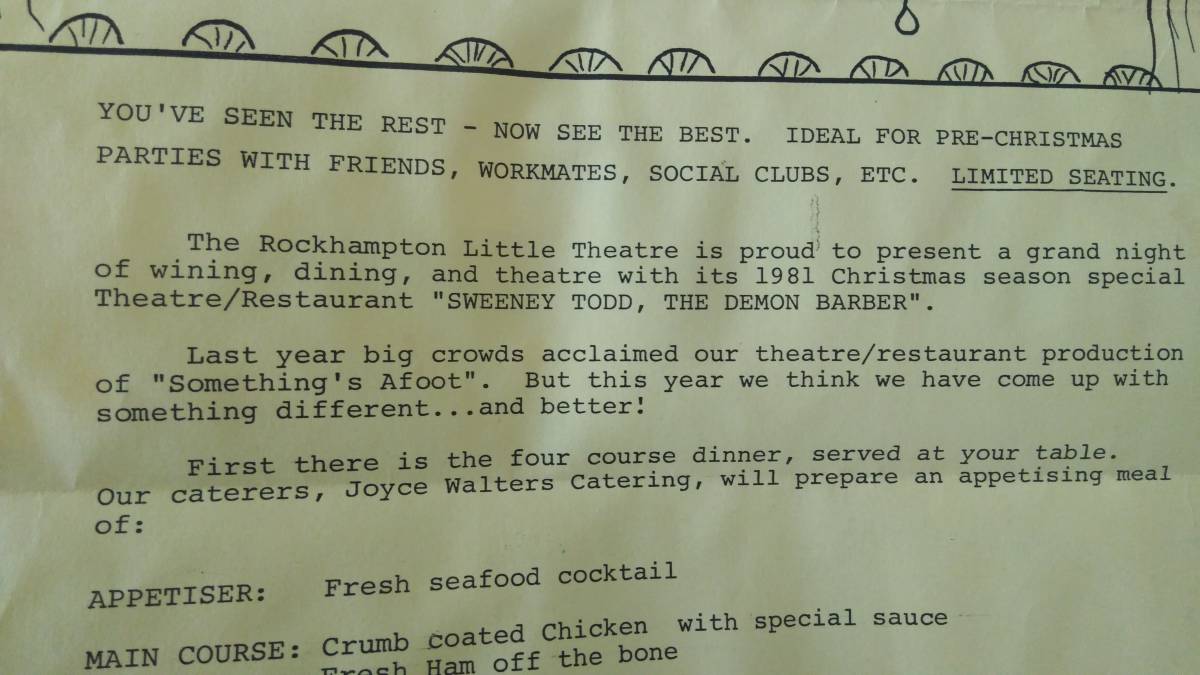 YOU'VE SEEN THE REST - NOW SEE THE BEST. IDEAL FOR PRE-CHRISTMAS
PARTIES WITH FRIENDS, WORKMATES, SOCIAL CLUBS, ETC. LIMITED SEATING.
The Rockhampton Little Theatre is proud to present a grand night
of wining, dining, and theatre with its 1981 Christmas season special
Theatre/Restaurant "SWEENEY TODD, THE DEMON BARBER".
Last year big crowds acclaimed our theatre/restaurant production
of "Something's Afoot". But this year we think we have come up with
something different...and better!
First there is the four course dinner, served at your table.
Our caterers, Joyce Walters Catering, will prepare an appetising meal
of:
APPETISER: Fresh seafood cocktail
MAIN COURSE: Crumb coated Chicken with special sauce
Fresh Ham off the bone